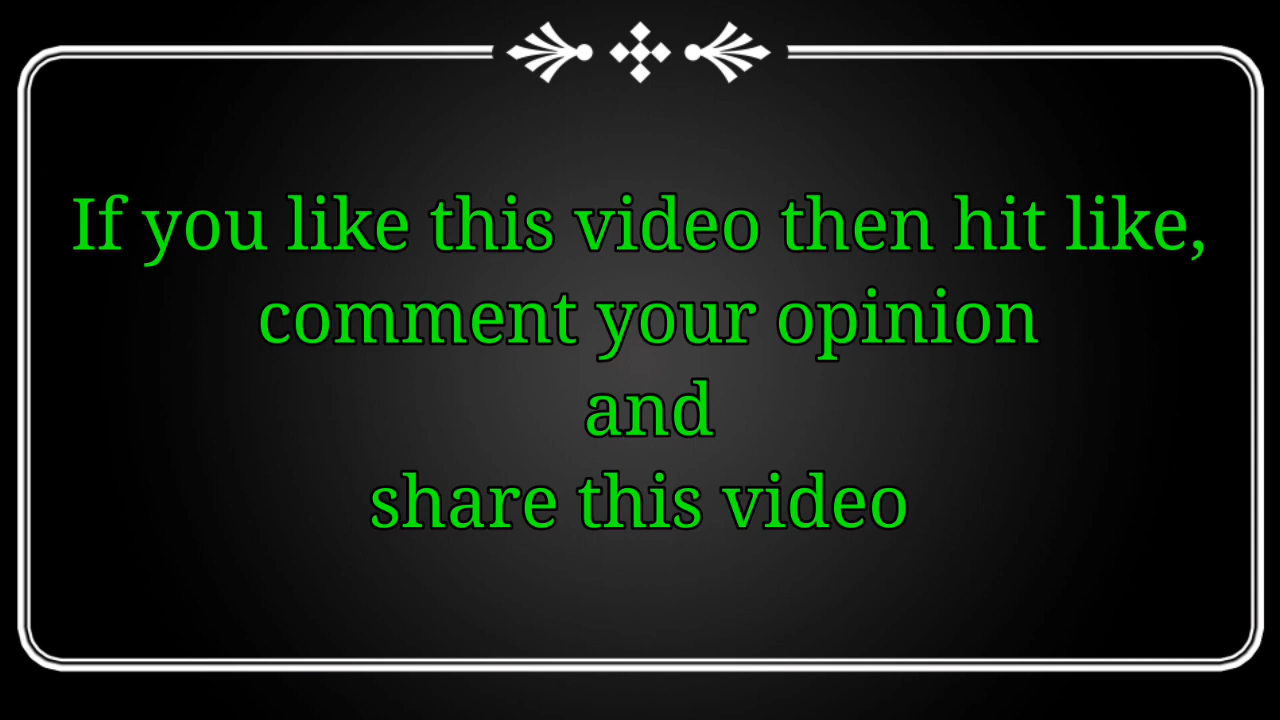 If you like this video then hit like,
comment your opinion
and
share this video